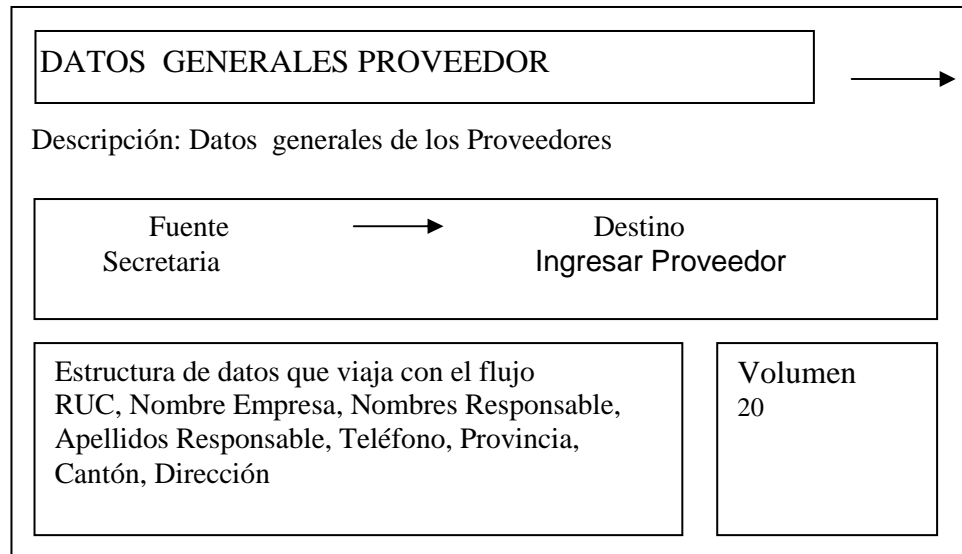 DATOS GENERALES PROVEEDOR
Descripción: Datos generales de los Proveedores
Fuente Destino
Secretaria Ingresar Proveedor
Estructura de datos que viaja con el flujo
RUC, Nombre Empresa, Nombres Responsable,
Apellidos Responsable, Teléfono, Provincia,
Cantón, Dirección
Volumen
20